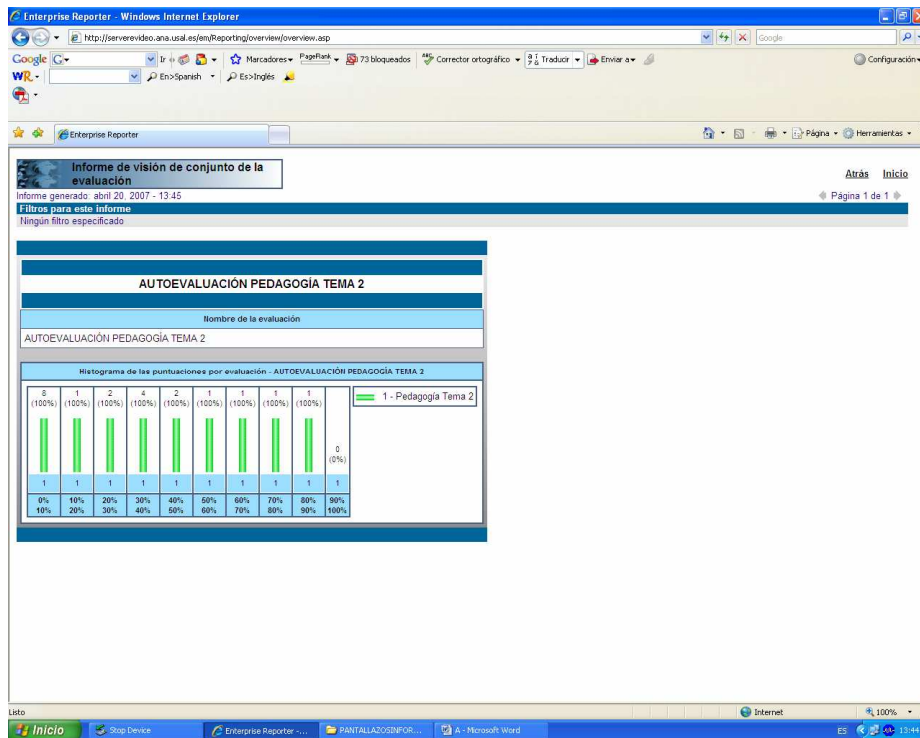 Enterprise Reporter - Windows Internet Explorer
http://serverevideo.ana.usal.es/em/Reporting/overview/overview.asp
Google
Google G Ir Marcadores PageRank 73 bloqueados Corrector ortográfico Traducir Enviar a Configuración
WR. En>Spanish Es>Inglés
Enterprise Reporter
Página Herramientas
Informe de visión de conjunto de la
evaluación
Atrás Inicio
Informe generado: abril 20, 2007 - 13:45
Página 1 de 1
Filtros para este informe
Ningún filtro especificado
AUTOEVALUACIÓN PEDAGOGÍA TEMA 2
Nombre de la evaluación
AUTOEVALUACIÓN PEDAGOGÍA TEMA 2
Histograma de las puntuaciones por evaluación - AUTOEVALUACIÓN PEDAGOGÍA TEMA 2
8 1 2 4 2 1 1 1 1
(100%) (100%) (100%) (100%) (100%) (100%) (100%) (100%) (100%)
1 - Pedagogía Tema 2
0
(0%)
1 1 1 1 1 1 1 1 1 1
0% 10% 20% 30% 40% 50% 60% 70% 80% 90%
10% 20% 30% 40% 50% 60% 70% 80% 90% 100%
Listo
Internet
100%
Inicio
Stop Device
Enterprise Reporter -...
PANTALLAZOSINFOR...
A - Microsoft Word
ES
13:44